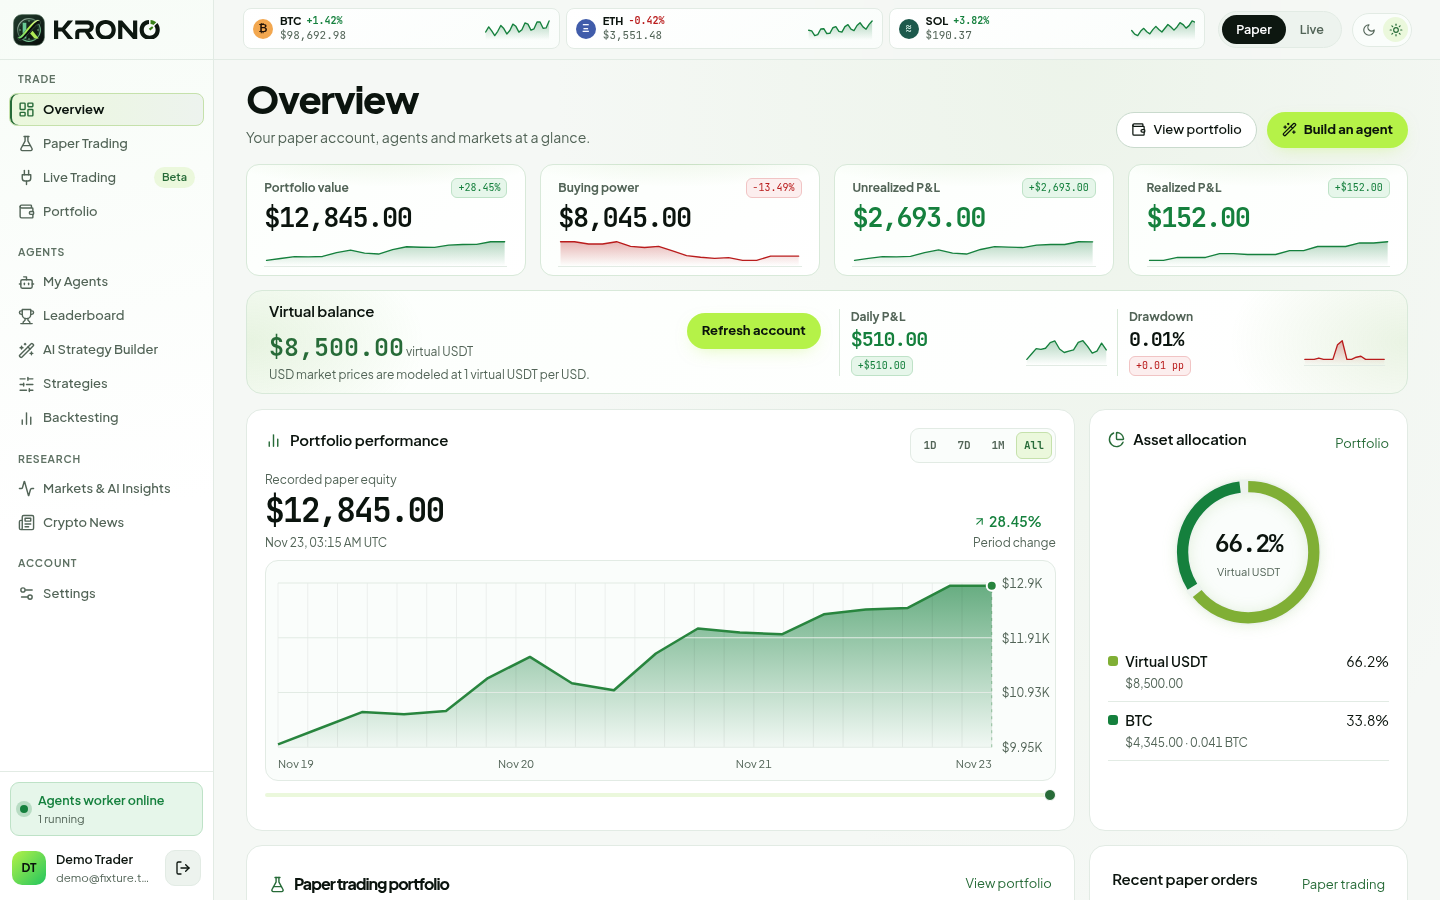 KRONO
BTC +1.42%
$98,692.98
ETH -0.42%
$3,551.48
SOL +3.82%
$190.37
Paper
Live
TRADE
Overview
Paper Trading
Live Trading
Beta
Portfolio
AGENTS
My Agents
Leaderboard
AI Strategy Builder
Strategies
Backtesting
RESEARCH
Markets & AI Insights
Crypto News
ACCOUNT
Settings
Agents worker online
1 running
DT
Demo Trader
demo@fixture.t...
Overview
Your paper account, agents and markets at a glance.
View portfolio
Build an agent
Portfolio value
+28.45%
$12,845.00
Buying power
-13.49%
$8,045.00
Unrealized P&L
+$2,693.00
$2,693.00
Realized P&L
+$152.00
$152.00
Virtual balance
$8,500.00 virtual USDT
USD market prices are modeled at 1 virtual USDT per USD.
Refresh account
Daily P&L
$510.00
+$510.00
Drawdown
0.01%
+0.01 pp
Portfolio performance
1D
7D
1M
All
Recorded paper equity
$12,845.00
Nov 23, 03:15 AM UTC
28.45%
Period change
$12.9K
$11.91K
$10.93K
$9.95K
Nov 19
Nov 20
Nov 21
Nov 23
Asset allocation
Portfolio
66.2%
Virtual USDT
Virtual USDT
66.2%
$8,500.00
BTC
33.8%
$4,345.00 · 0.041 BTC
Paper trading portfolio
View portfolio
Recent paper orders
Paper trading